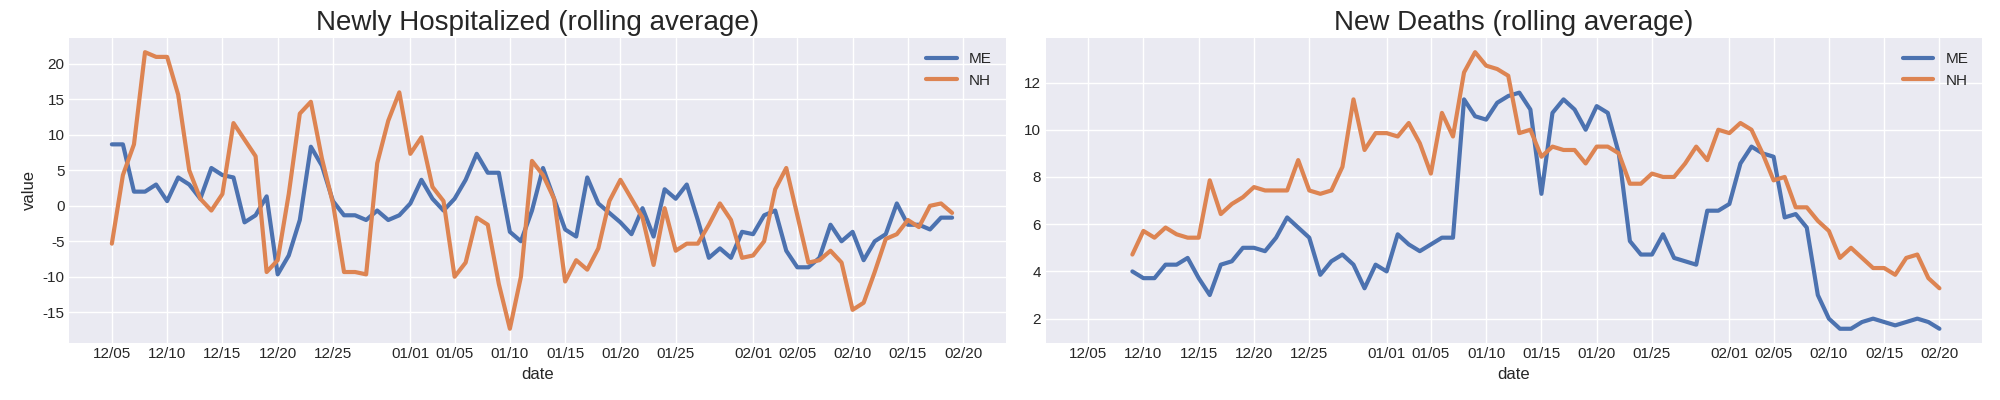 Newly Hospitalized (rolling average)
ME
NH
20
15
10
5
0
-5
-10
-15
value
12/05 12/10 12/15 12/20 12/25 01/01 01/05 01/10 01/15 01/20 01/25 02/01 02/05 02/10 02/15 02/20
date
New Deaths (rolling average)
ME
NH
12
10
8
6
4
2
12/05 12/10 12/15 12/20 12/25 01/01 01/05 01/10 01/15 01/20 01/25 02/01 02/05 02/10 02/15 02/20
date